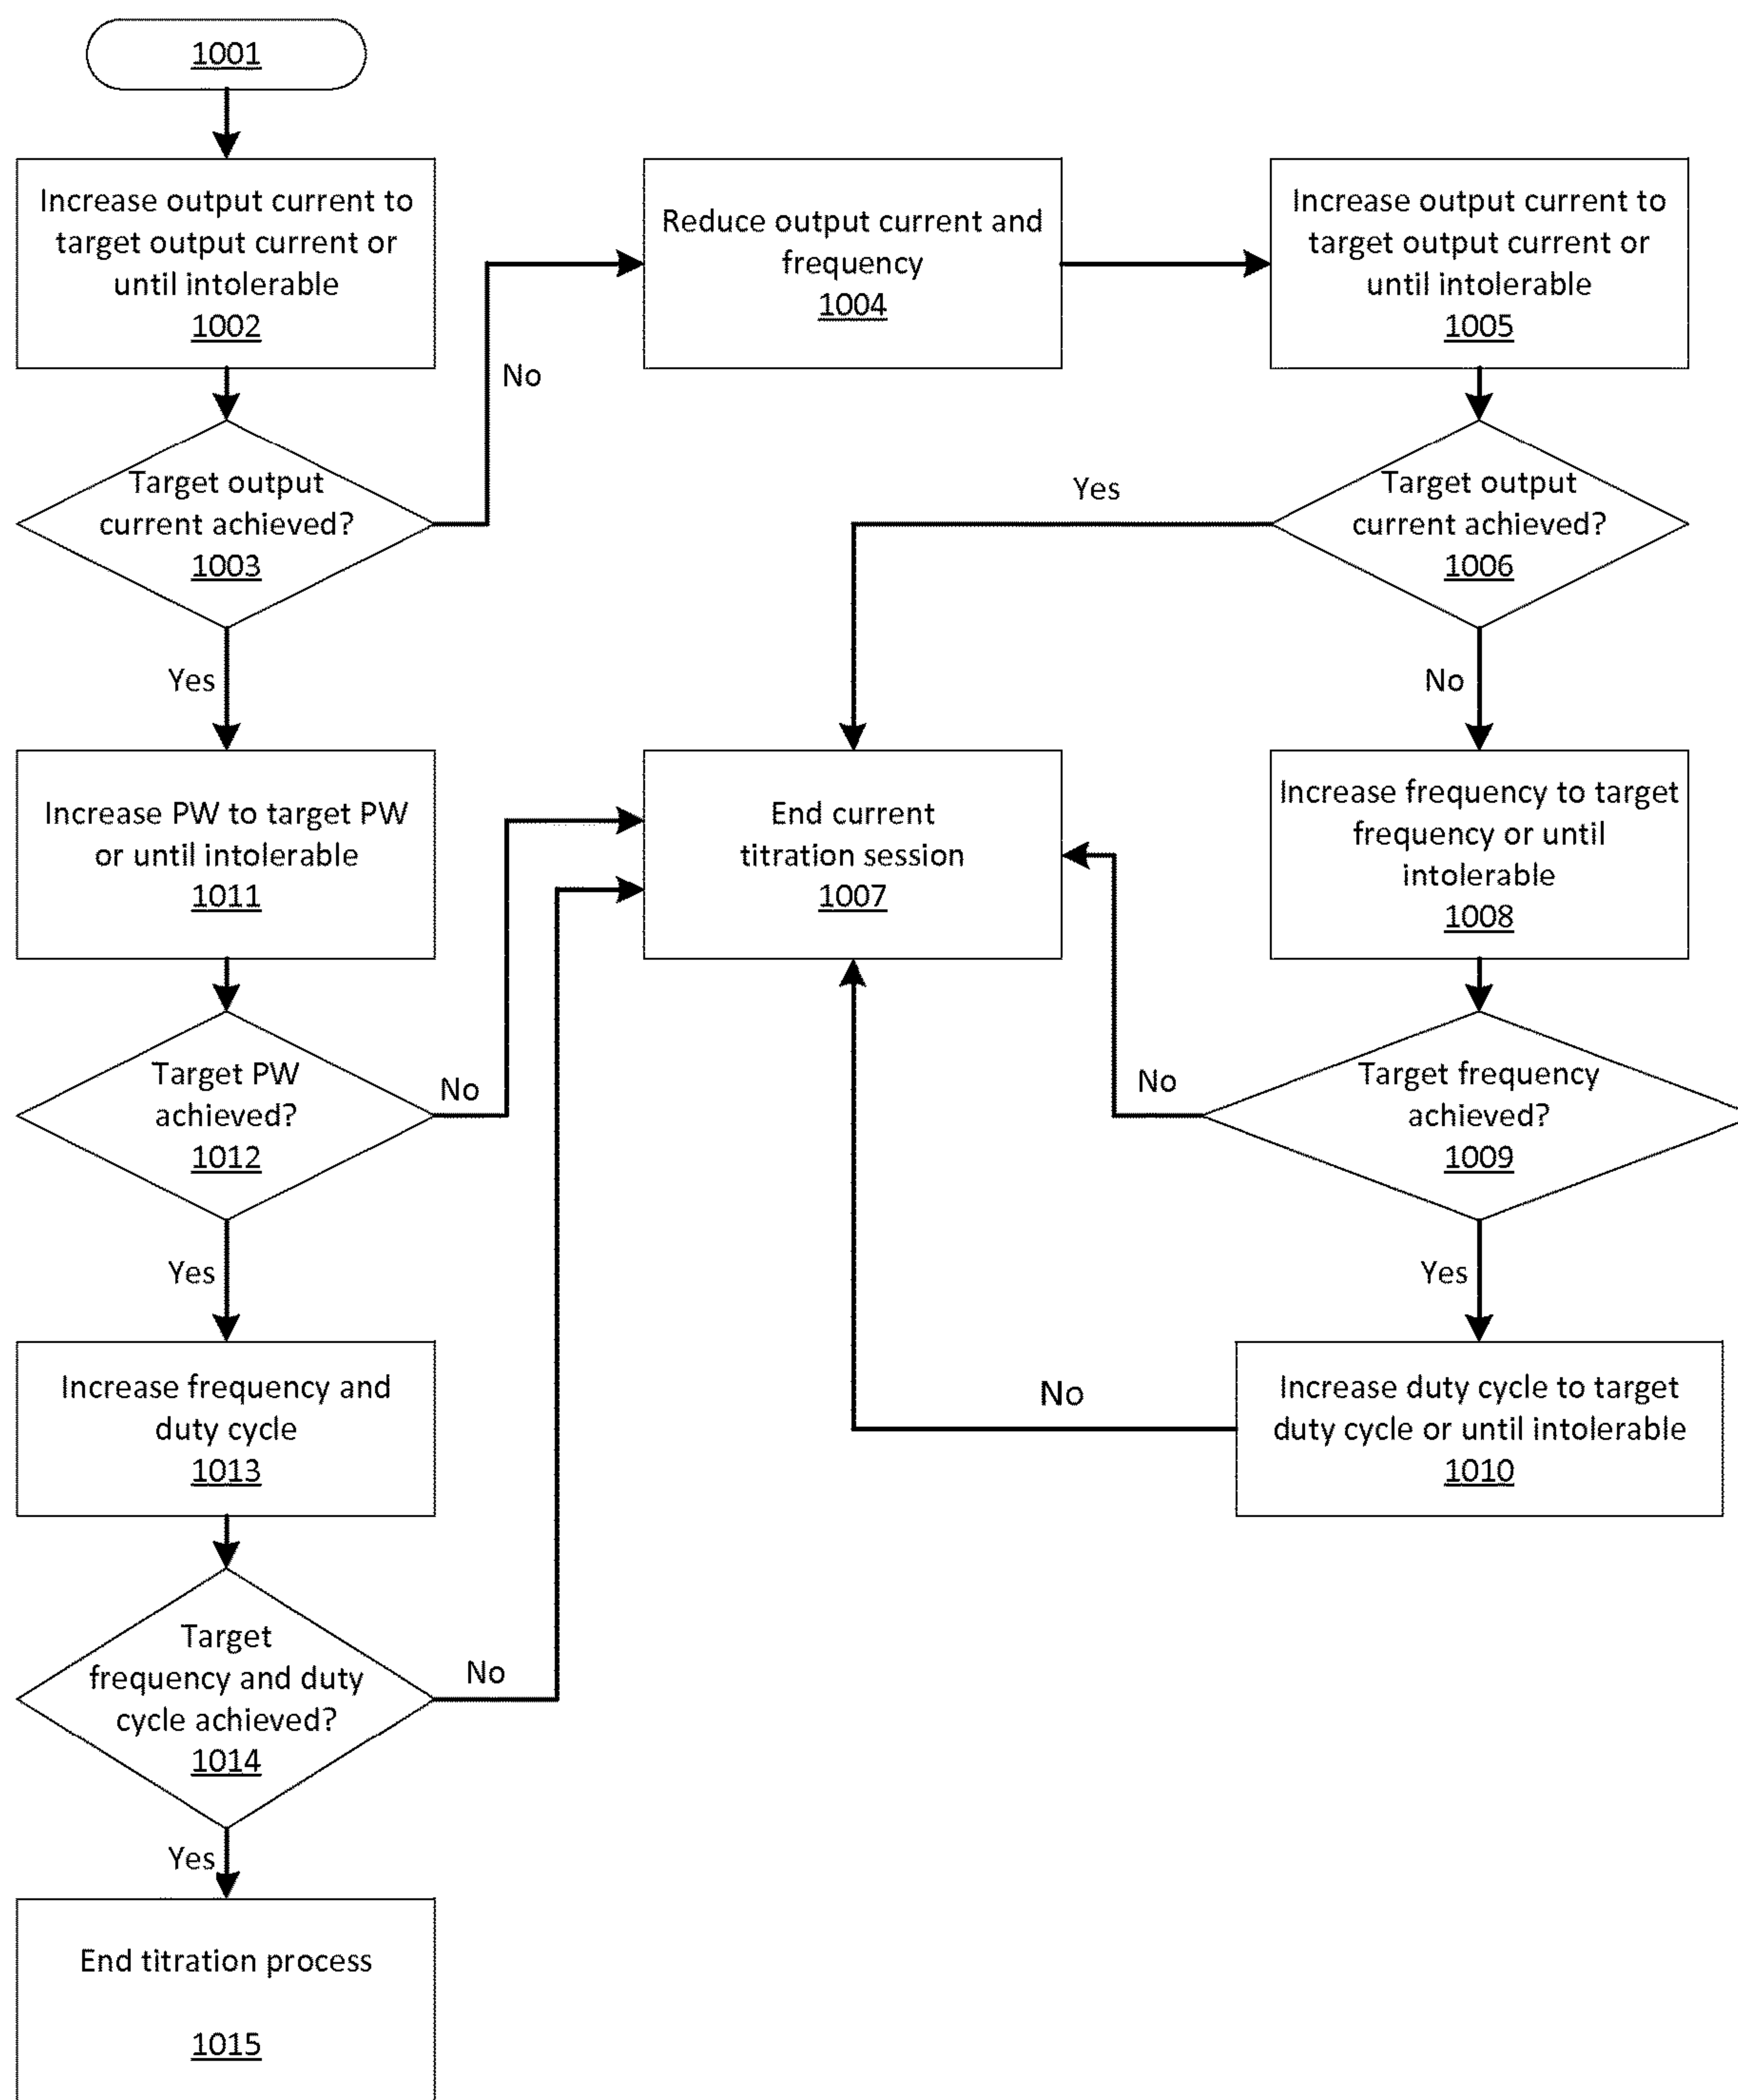 1001
Increase output current to
target output current or
until intolerable
1002
Reduce output current and
frequency
1004
Increase output current to
target output current or
until intolerable
1005
No
Target output
current achieved?
1003
Yes
Target output
current achieved?
1006
Yes
No
Increase PW to target PW
or until intolerable
1011
End current
titration session
1007
Increase frequency to target
frequency or until
intolerable
1008
Target PW
achieved?
1012
No
No
Target frequency
achieved?
1009
Yes
Yes
Increase frequency and
duty cycle
1013
No
Increase duty cycle to target
duty cycle or until intolerable
1010
Target
frequency and duty
cycle achieved?
1014
No
Yes
End titration process
1015